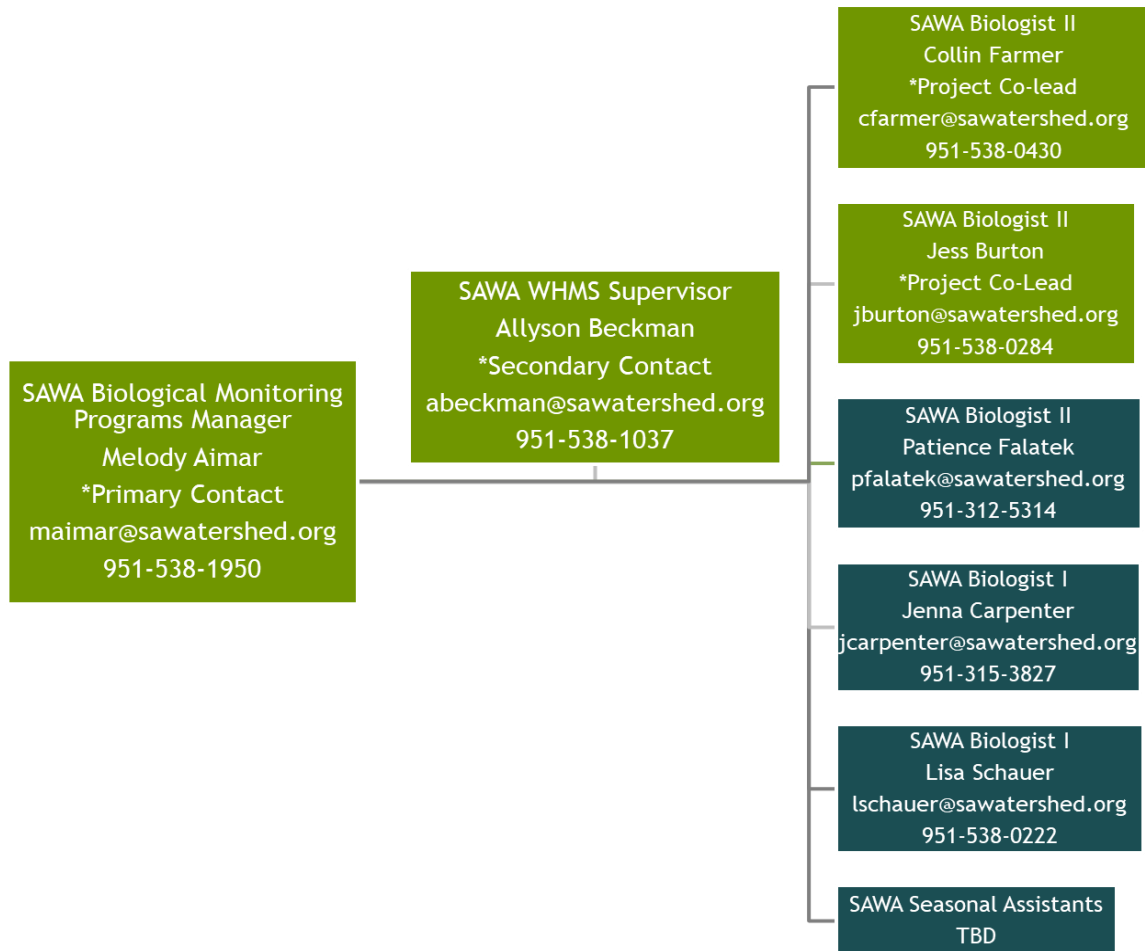 SAWA Biological Monitoring
Programs Manager
Melody Aimar
*Primary Contact
maimar@sawatershed.org
951-538-1950
SAWA WHMS Supervisor
Allyson Beckman
*Secondary Contact
abeckman@sawatershed.org
951-538-1037
SAWA Biologist II
Collin Farmer
*Project Co-lead
cfarmer@sawatershed.org
951-538-0430
SAWA Biologist II
Jess Burton
*Project Co-Lead
jburton@sawatershed.org
951-538-0284
SAWA Biologist II
Patience Falatek
pfalatek@sawatershed.org
951-312-5314
SAWA Biologist I
Jenna Carpenter
jcarpenter@sawatershed.org
951-315-3827
SAWA Biologist I
Lisa Schauer
lschauer@sawatershed.org
951-538-0222
SAWA Seasonal Assistants
TBD